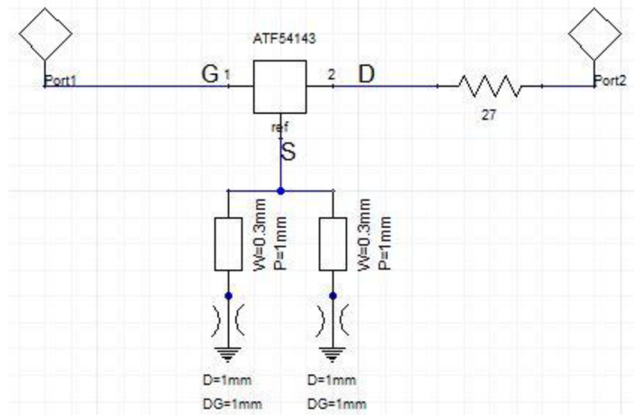 ATF54143
Port1
G 1
2 D
Port2
27
ref
S
W=0.3mm
P=1mm
W=0.3mm
P=1mm
D=1mm
D=1mm
DG=1mm
DG=1mm